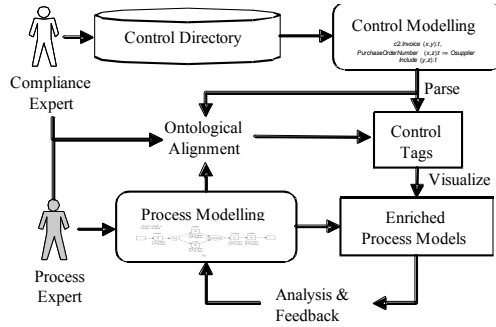 Control Directory
Control Modelling
c2:Invoice (x,y):t,
PurchaseOrderNumber (x,z):t ⇒ Osupplier
Include (y,z):t
Compliance
Expert
Parse
Ontological
Alignment
Control
Tags
Visualize
Process Modelling
Enriched
Process Models
Process
Expert
Analysis &
Feedback